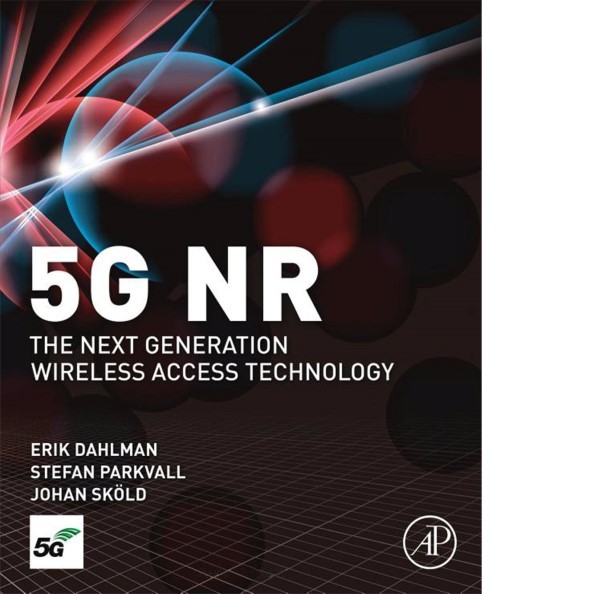 5G NR
THE NEXT GENERATION
WIRELESS ACCESS TECHNOLOGY
ERIK DAHLMAN
STEFAN PARKVALL
JOHAN SKÖLD
5G
AP